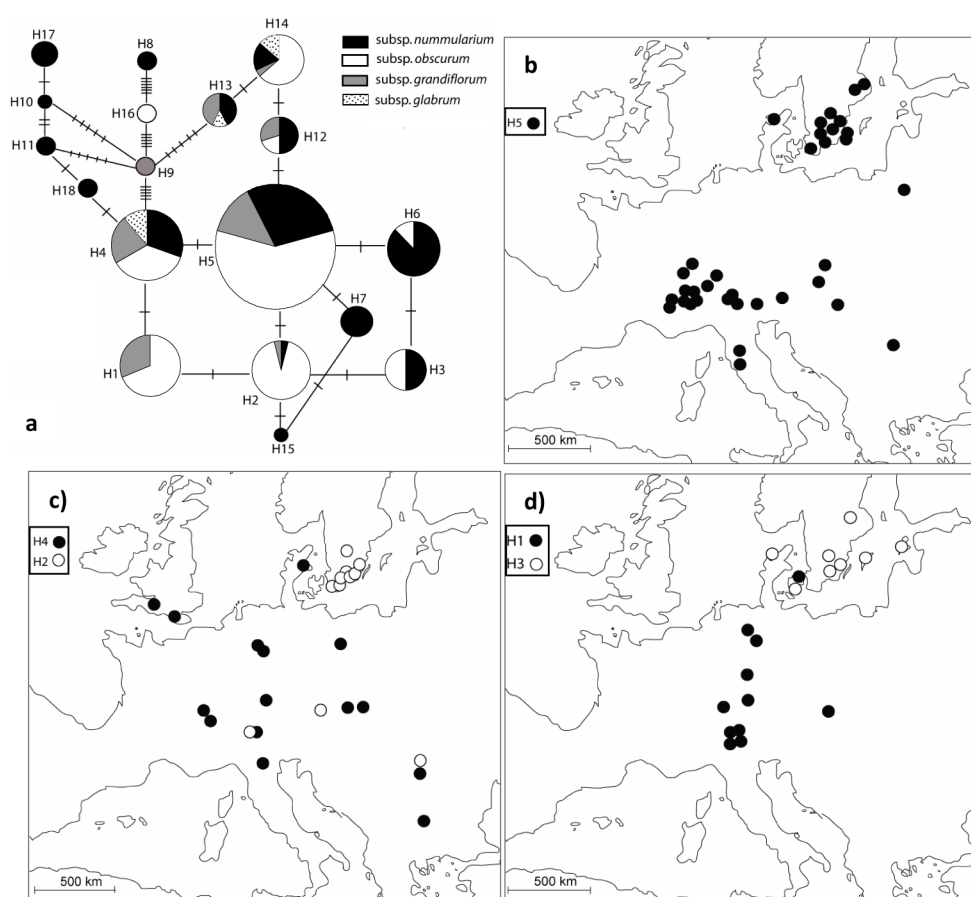 H14
H17
H8
subsp. nummularium
subsp. obscurum
subsp. grandiflorum
subsp. glabrum
H13
H10
H16
H12
H11
H9
H18
H6
H4
H5
H7
H1
H2
H3
H15
a
b
H5
500 km
c)
H4
H2
500 km
d)
H1
H3
500 km